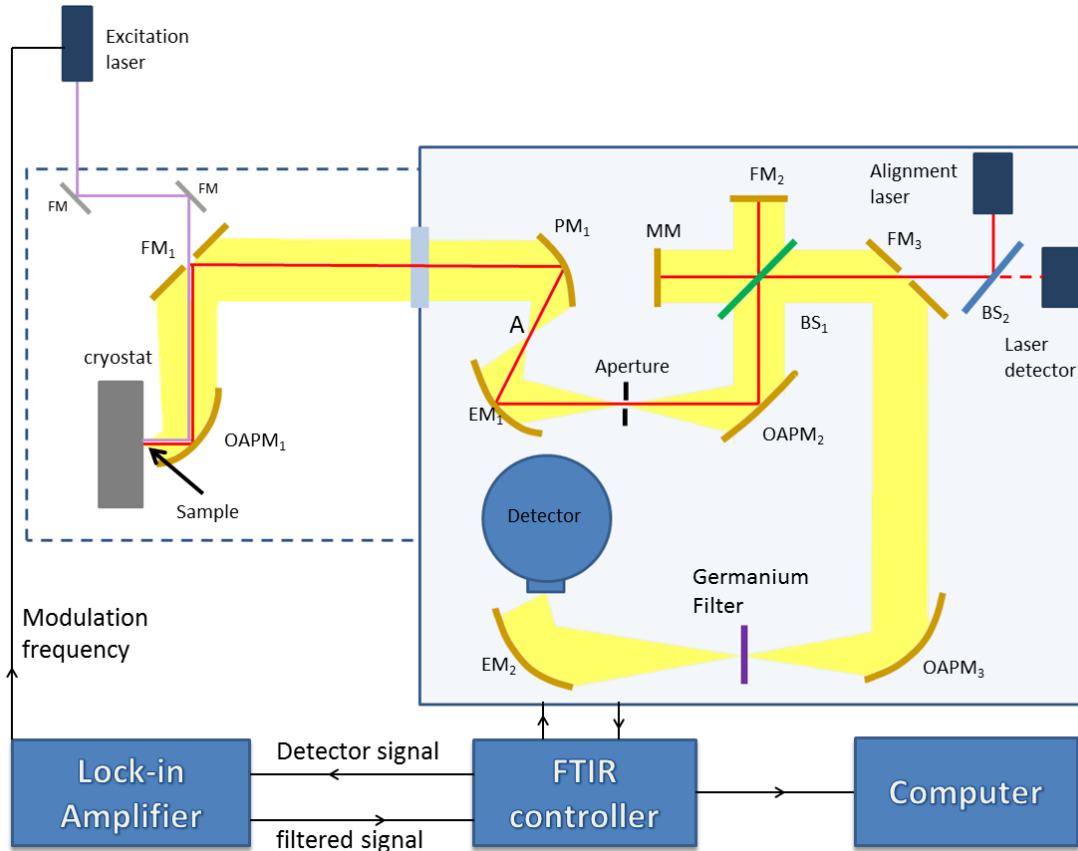 Excitation
laser
FM
FM
FM₁
PM₁
A
cryostat
OAPM₁
Sample
EM₁
Aperture
OAPM₂
MM
FM₂
BS₁
FM₃
Alignment
laser
BS₂
Laser
detector
Detector
Germanium
Filter
EM₂
OAPM₃
Modulation
frequency
Lock-in
Amplifier
Detector signal
filtered signal
FTIR
controller
Computer